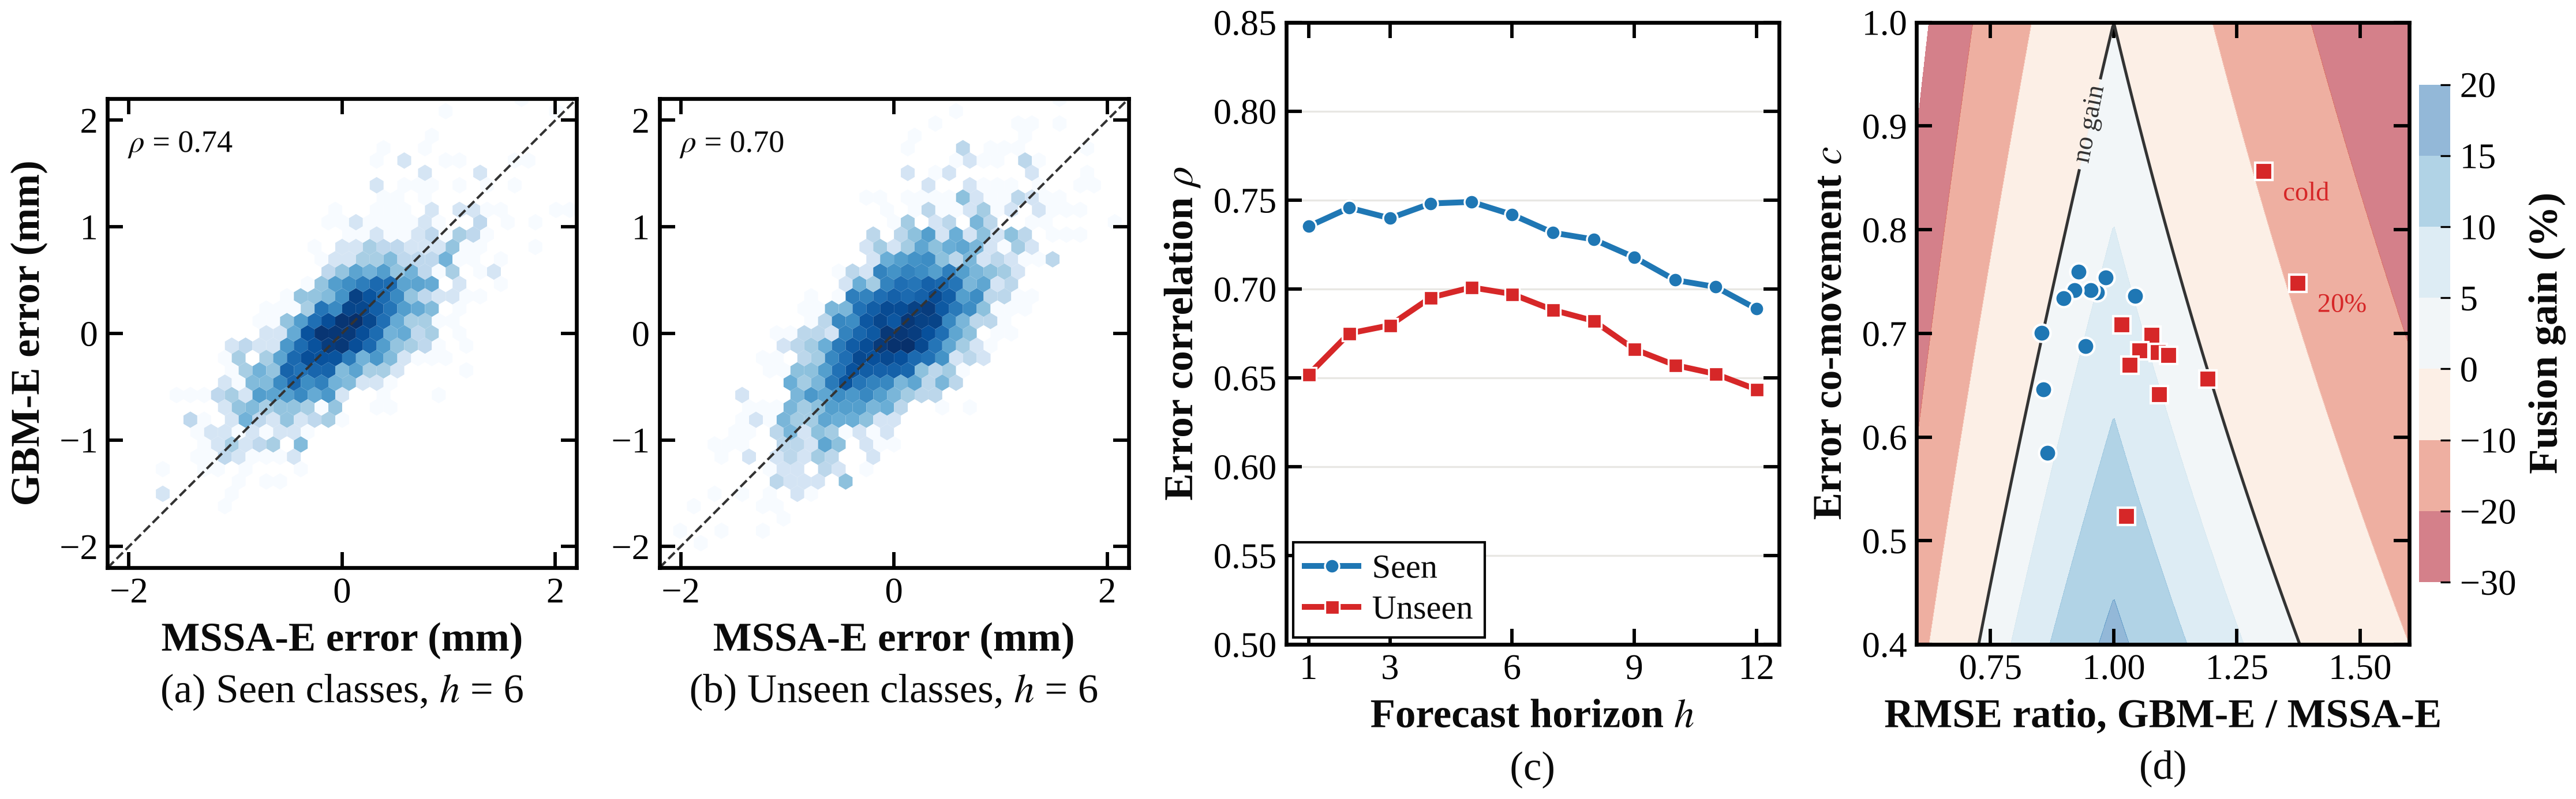 GBM-E error (mm)
2
1
0
−1
−2
ρ = 0.74
−2
0
2
MSSA-E error (mm)
(a) Seen classes, h = 6
2
1
0
−1
−2
ρ = 0.70
−2
0
2
MSSA-E error (mm)
(b) Unseen classes, h = 6
Error correlation ρ
0.85
0.80
0.75
0.70
0.65
0.60
0.55
0.50
Seen
Unseen
1
3
6
9
12
Forecast horizon h
(c)
Error co-movement c
1.0
0.9
0.8
0.7
0.6
0.5
0.4
no gain
cold
20%
0.75
1.00
1.25
1.50
RMSE ratio, GBM-E / MSSA-E
(d)
20
15
10
5
0
−10
−20
−30
Fusion gain (%)